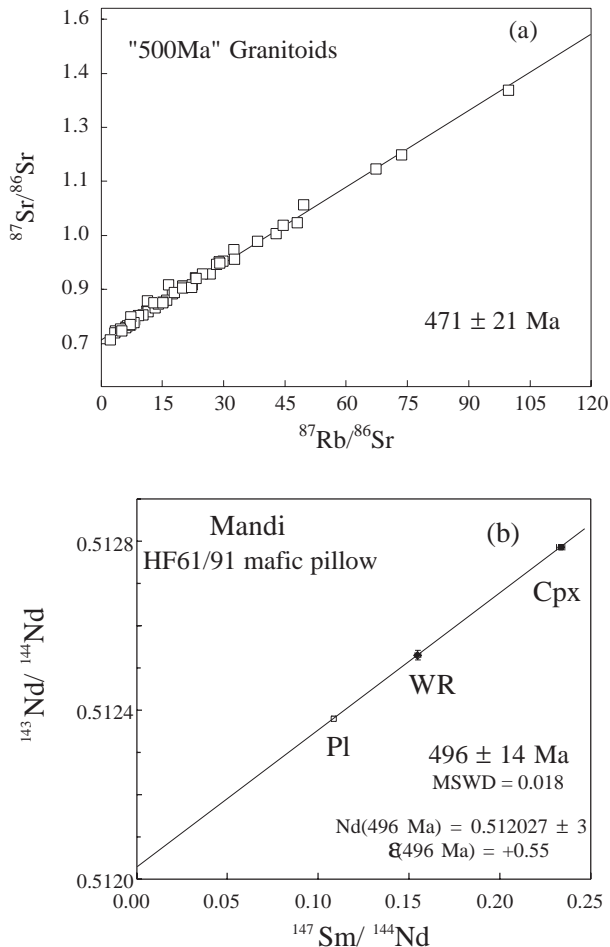 (a)
"500Ma" Granitoids
1.6
1.4
1.3
1.1
1.0
0.9
0.7
⁸⁷Sr/⁸⁶Sr
471 ± 21 Ma
0 15 30 45 60 75 90 105 120
⁸⁷Rb/⁸⁶Sr
Mandi
(b)
HF61/91 mafic pillow
0.5128
0.5124
0.5120
¹⁴³Nd/ ¹⁴⁴Nd
Cpx
WR
Pl
496 ± 14 Ma
MSWD = 0.018
Nd(496 Ma) = 0.512027 ± 3
ε(496 Ma) = +0.55
0.00 0.05 0.10 0.15 0.20 0.25
¹⁴⁷Sm/ ¹⁴⁴Nd